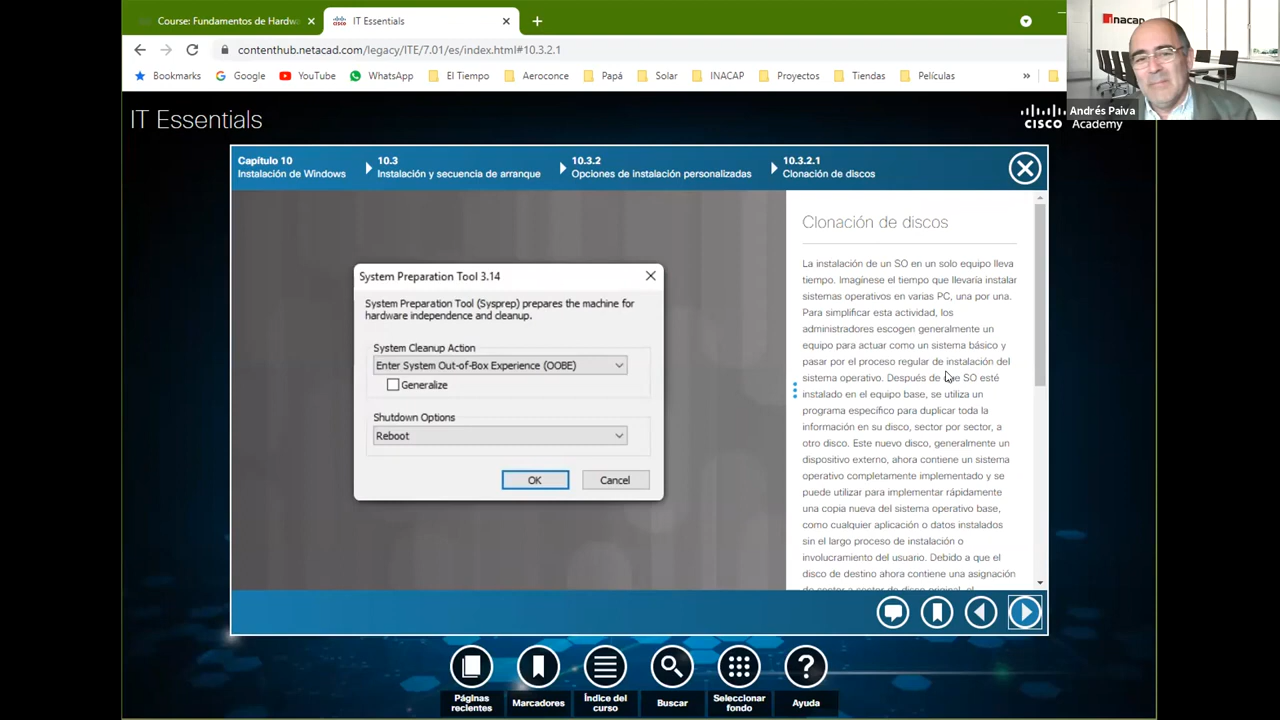 Course: Fundamentos de Hardwa
IT Essentials
contenthub.netacad.com/legacy/ITE/7.01/es/index.html#10.3.2.1
Bookmarks
Google
YouTube
WhatsApp
El Tiempo
Aeroconce
Papá
Solar
INACAP
Proyectos
Tiendas
Películas
»
inacap
Andrés Paiva
IT Essentials
CISCO Academy
Capítulo 10
Instalación de Windows
10.3
Instalación y secuencia de arranque
10.3.2
Opciones de instalación personalizadas
10.3.2.1
Clonación de discos
System Preparation Tool 3.14
System Preparation Tool (Sysprep) prepares the machine for
hardware independence and cleanup.
System Cleanup Action
Enter System Out-of-Box Experience (OOBE)
Generalize
Shutdown Options
Reboot
OK
Cancel
Clonación de discos
La instalación de un SO en un solo equipo lleva
tiempo. Imagínese el tiempo que llevaría instalar
sistemas operativos en varias PC, una por una.
Para simplificar esta actividad, los
administradores escogen generalmente un
equipo para actuar como un sistema básico y
pasar por el proceso regular de instalación del
sistema operativo. Después de que SO esté
instalado en el equipo base, se utiliza un
programa específico para duplicar toda la
información en su disco, sector por sector, a
otro disco. Este nuevo disco, generalmente un
dispositivo externo, ahora contiene un sistema
operativo completamente implementado y se
puede utilizar para implementar rápidamente
una copia nueva del sistema operativo base,
como cualquier aplicación o datos instalados
sin el largo proceso de instalación o
involucramiento del usuario. Debido a que el
disco de destino ahora contiene una asignación
Páginas
recientes
Marcadores
Índice del
curso
Buscar
Seleccionar
fondo
Ayuda